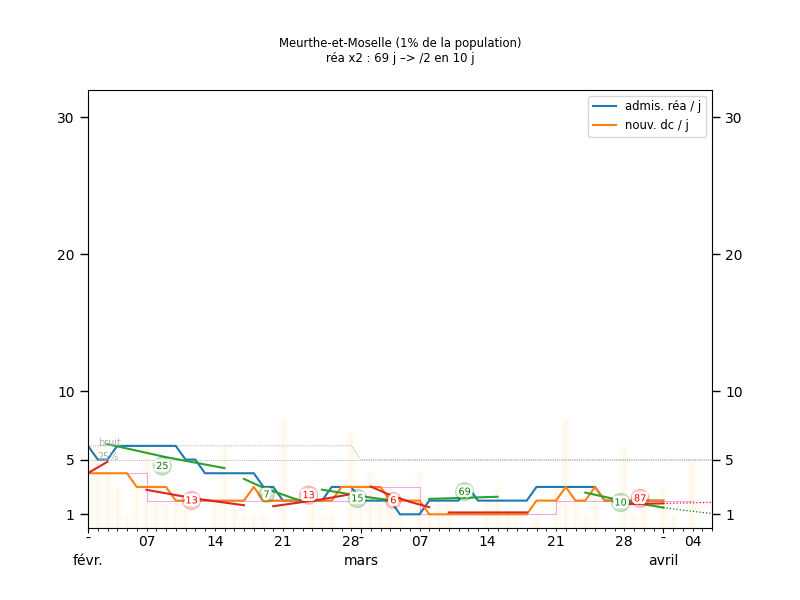 Meurthe-et-Moselle (1% de la population)
réa x2 : 69 j –> /2 en 10 j
admis. réa / j
nouv. dc / j
30 30
20 20
10 10
bruit
25%
5 5
25 7 13 13 15 6 69 10 87
1 1
- 07 14 21 28 - 07 14 21 28 - 04
févr. mars avril